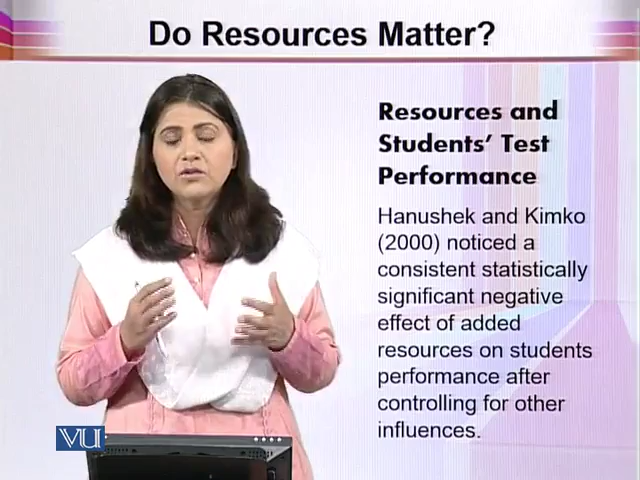 Do Resources Matter?
Resources and
Students' Test
Performance
Hanushek and Kimko
(2000) noticed a
consistent statistically
significant negative
effect of added
resources on students
performance after
controlling for other
influences.
VU